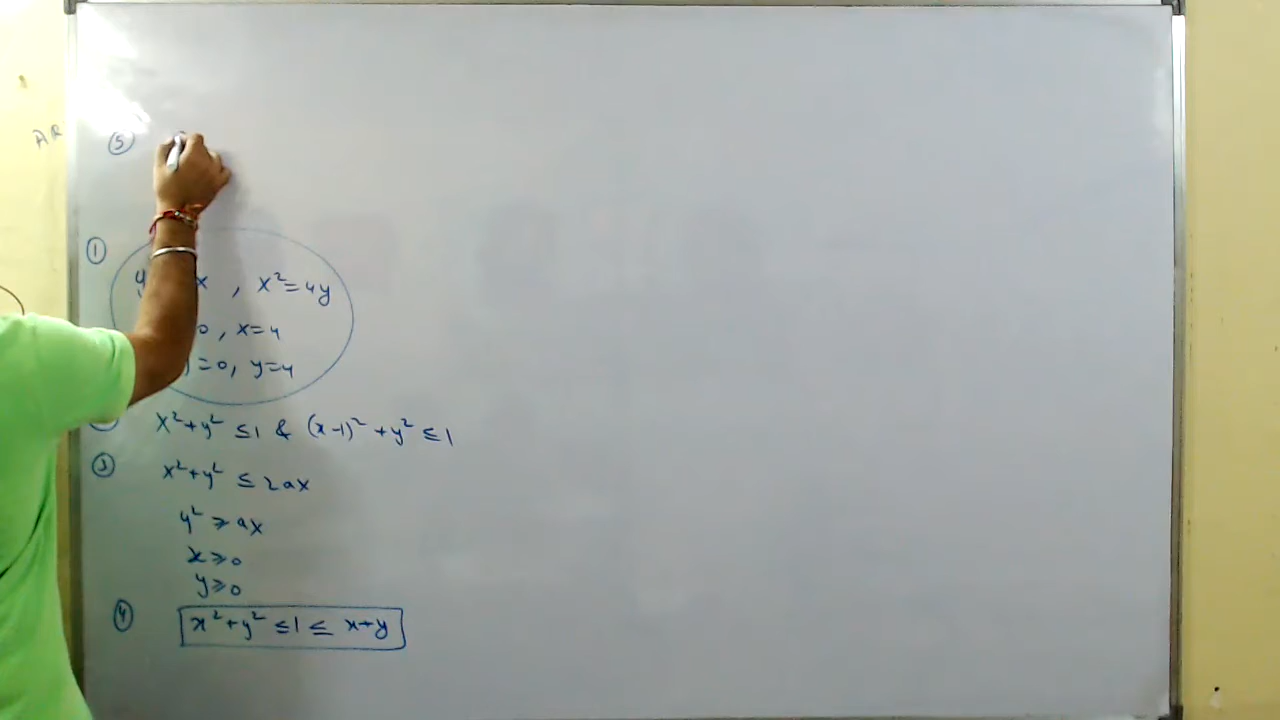 AR
⑤
①
y x , x²=4y
0 , x=4
=0, y=4
x²+y² ≤1 & (x-1)²+y² ≤1
③ x²+y² ≤ 2ax
y² ≥ ax
x ≥ 0
y ≥ 0
④ x²+y² ≤1 ≤ x+y